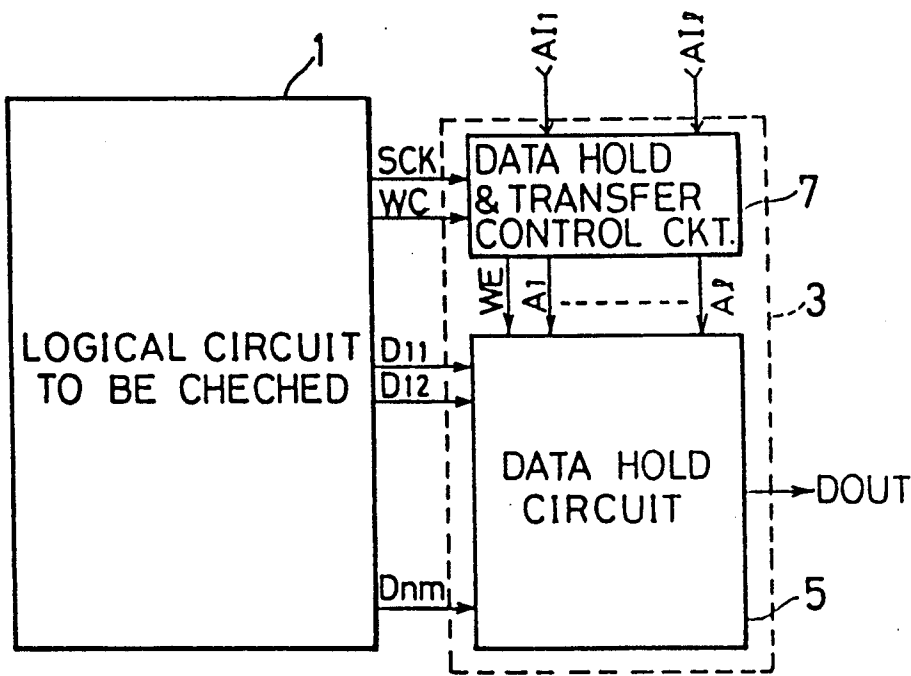 1
AI1
AIℓ
SCK
WC
DATA HOLD
& TRANSFER
CONTROL CKT.
7
WE
A1
Aℓ
3
LOGICAL CIRCUIT
TO BE CHECHED
D11
D12
DATA HOLD
CIRCUIT
DOUT
Dnm
5